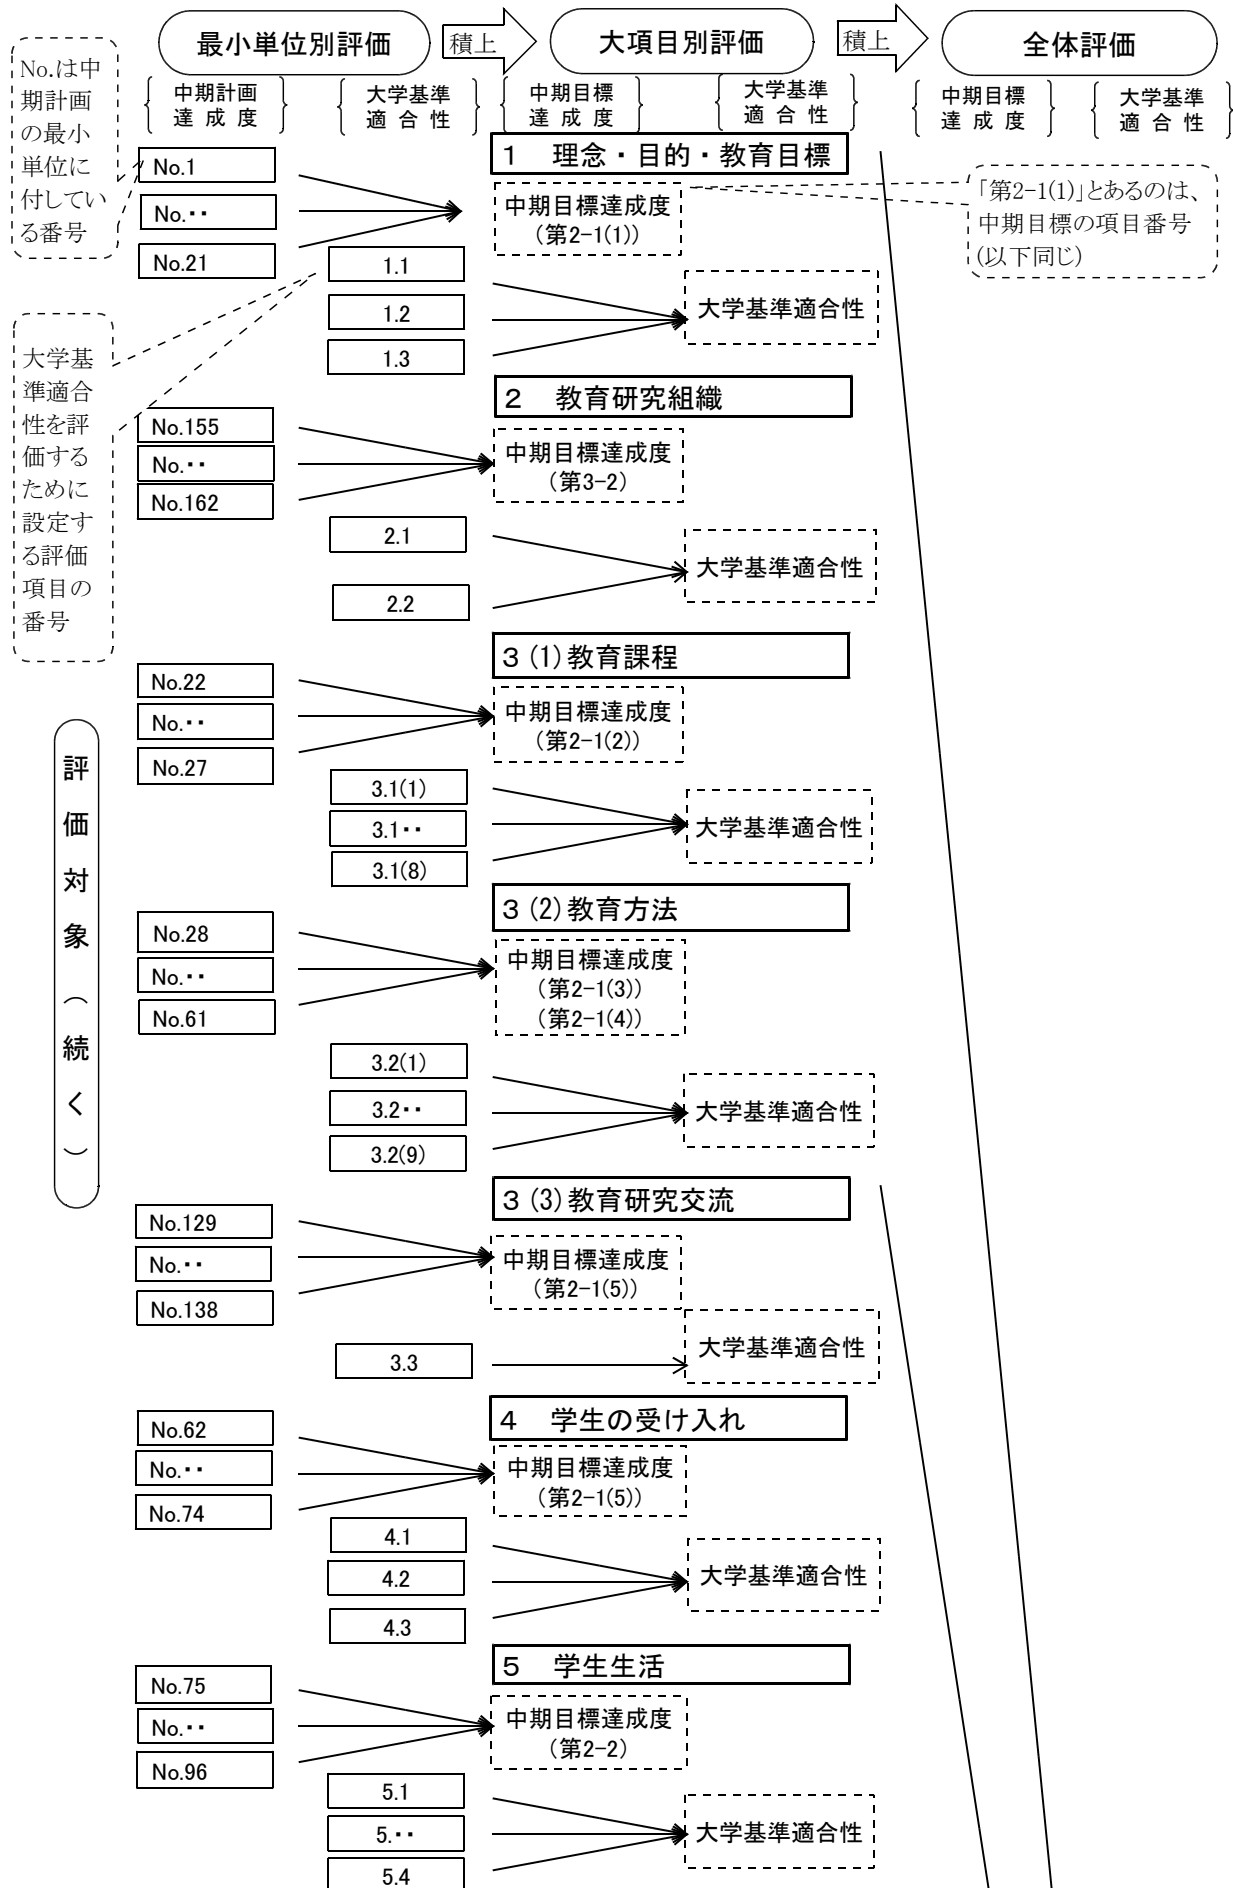 最小単位別評価
積上
大項目別評価
積上
全体評価
中期計画
達 成 度
大学基準
適 合 性
中期目標
達 成 度
大学基準
適 合 性
中期目標
達 成 度
大学基準
適 合 性
No.は中
期計画
の最小
単位に
付してい
る番号
1 理念・目的・教育目標
No.1
No.・・
No.21
中期目標達成度
(第2-1(1))
「第2-1(1)」とあるのは、
中期目標の項目番号
(以下同じ)
1.1
1.2
1.3
大学基準適合性
大学基
準適合
性を評
価する
ために
設定す
る評価
項目の
番号
2 教育研究組織
No.155
No.・・
No.162
中期目標達成度
(第3-2)
2.1
2.2
大学基準適合性
3 (1)教育課程
No.22
No.・・
No.27
中期目標達成度
(第2-1(2))
3.1(1)
3.1・・
3.1(8)
大学基準適合性
評価対象(続く)
3 (2)教育方法
No.28
No.・・
No.61
中期目標達成度
(第2-1(3))
(第2-1(4))
3.2(1)
3.2・・
3.2(9)
大学基準適合性
3 (3)教育研究交流
No.129
No.・・
No.138
中期目標達成度
(第2-1(5))
3.3
大学基準適合性
4 学生の受け入れ
No.62
No.・・
No.74
中期目標達成度
(第2-1(5))
4.1
4.2
4.3
大学基準適合性
5 学生生活
No.75
No.・・
No.96
中期目標達成度
(第2-2)
5.1
5.・・
5.4
大学基準適合性